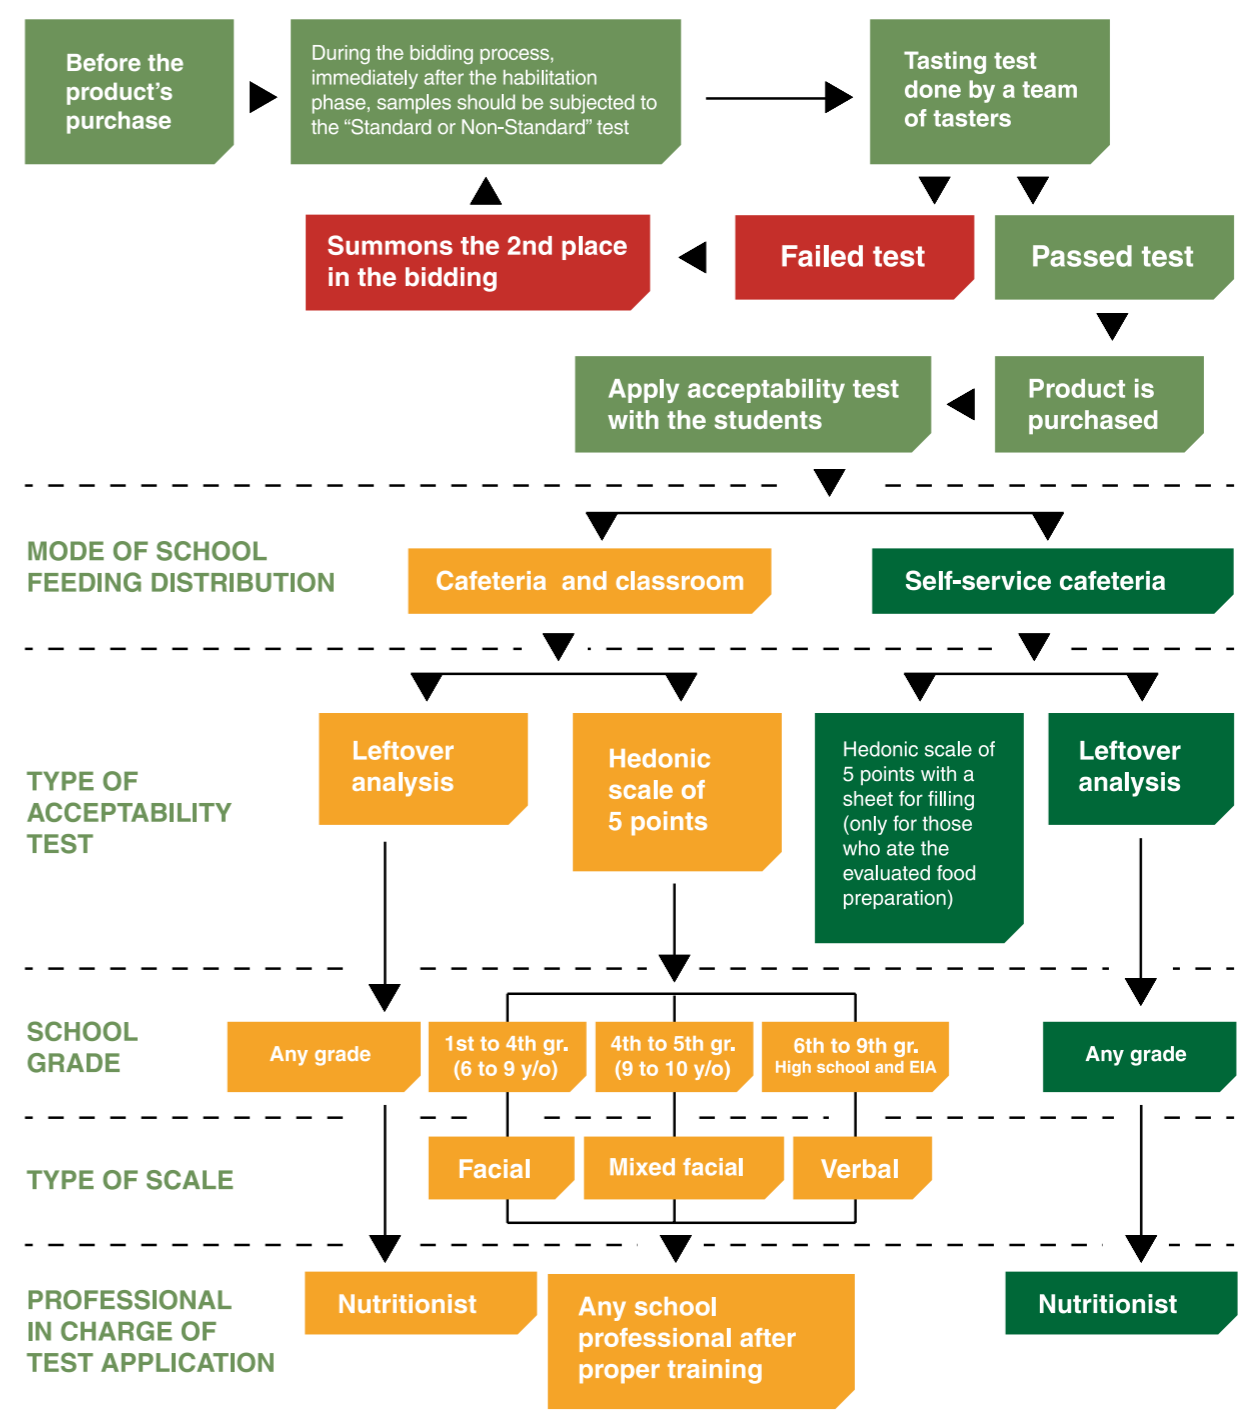 Before the
product's
purchase
During the bidding process,
immediately after the habilitation
phase, samples should be subjected to
the “Standard or Non-Standard” test
Tasting test
done by a team
of tasters
Summons the 2nd place
in the bidding
Failed test
Passed test
Apply acceptability test
with the students
Product is
purchased
MODE OF SCHOOL
FEEDING DISTRIBUTION
Cafeteria and classroom
Self-service cafeteria
TYPE OF
ACCEPTABILITY
TEST
Leftover
analysis
Hedonic
scale of
5 points
Hedonic scale of
5 points with a
sheet for filling
(only for those
who ate the
evaluated food
preparation)
Leftover
analysis
SCHOOL
GRADE
Any grade
1st to 4th gr.
(6 to 9 y/o)
4th to 5th gr.
(9 to 10 y/o)
6th to 9th gr.
High school and EIA
Any grade
TYPE OF SCALE
Facial
Mixed facial
Verbal
PROFESSIONAL
IN CHARGE OF
TEST APPLICATION
Nutritionist
Any school
professional after
proper training
Nutritionist